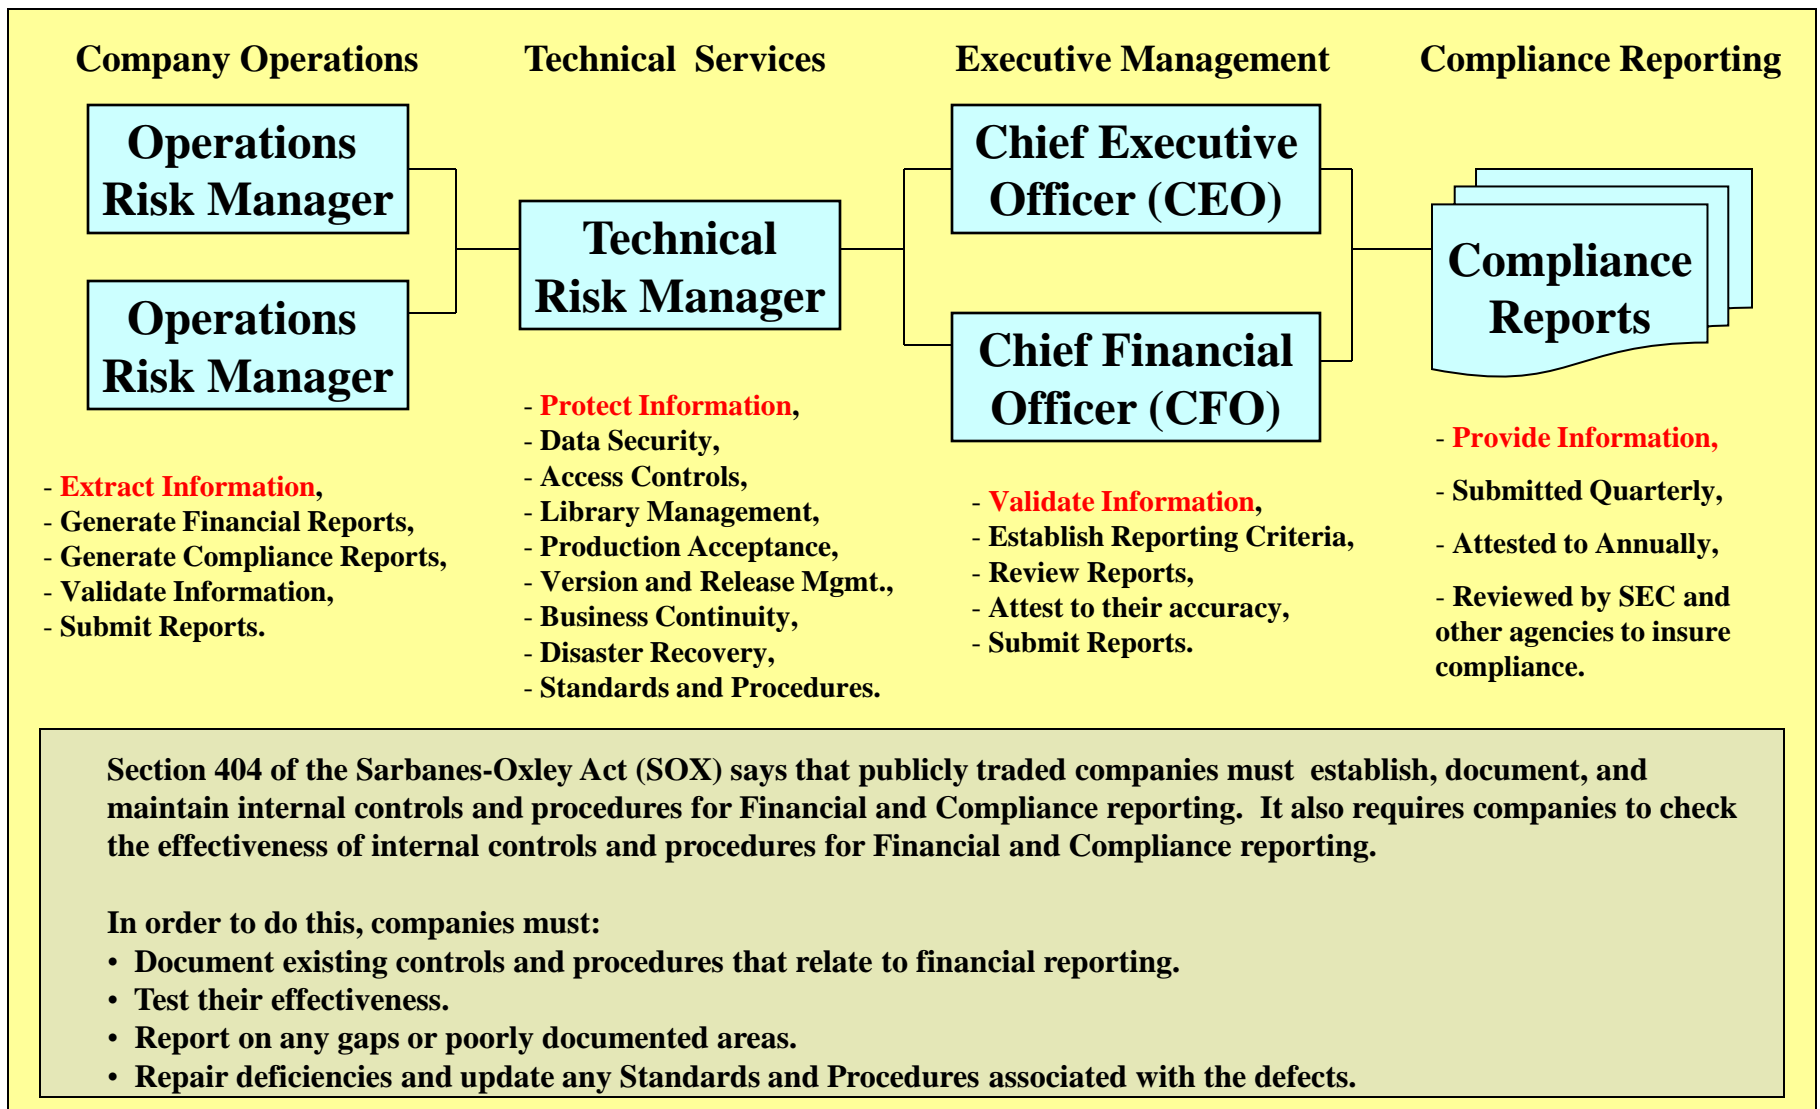 Company Operations
Technical Services
Executive Management
Compliance Reporting
Operations
Risk Manager
Operations
Risk Manager
Technical
Risk Manager
Chief Executive
Officer (CEO)
Chief Financial
Officer (CFO)
Compliance
Reports
- Extract Information,
- Generate Financial Reports,
- Generate Compliance Reports,
- Validate Information,
- Submit Reports.
- Protect Information,
- Data Security,
- Access Controls,
- Library Management,
- Production Acceptance,
- Version and Release Mgmt.,
- Business Continuity,
- Disaster Recovery,
- Standards and Procedures.
- Validate Information,
- Establish Reporting Criteria,
- Review Reports,
- Attest to their accuracy,
- Submit Reports.
- Provide Information,
- Submitted Quarterly,
- Attested to Annually,
- Reviewed by SEC and
other agencies to insure
compliance.
Section 404 of the Sarbanes-Oxley Act (SOX) says that publicly traded companies must establish, document, and
maintain internal controls and procedures for Financial and Compliance reporting. It also requires companies to check
the effectiveness of internal controls and procedures for Financial and Compliance reporting.
In order to do this, companies must:
• Document existing controls and procedures that relate to financial reporting.
• Test their effectiveness.
• Report on any gaps or poorly documented areas.
• Repair deficiencies and update any Standards and Procedures associated with the defects.